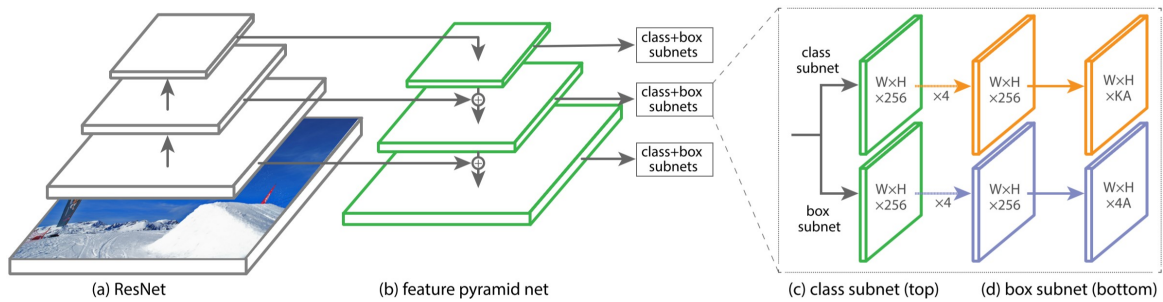 class+box
subnets
class+box
subnets
class+box
subnets
class
subnet
box
subnet
W×H
×256
×4
W×H
×256
W×H
×KA
W×H
×256
×4
W×H
×256
W×H
×4A
(a) ResNet
(b) feature pyramid net
(c) class subnet (top)
(d) box subnet (bottom)